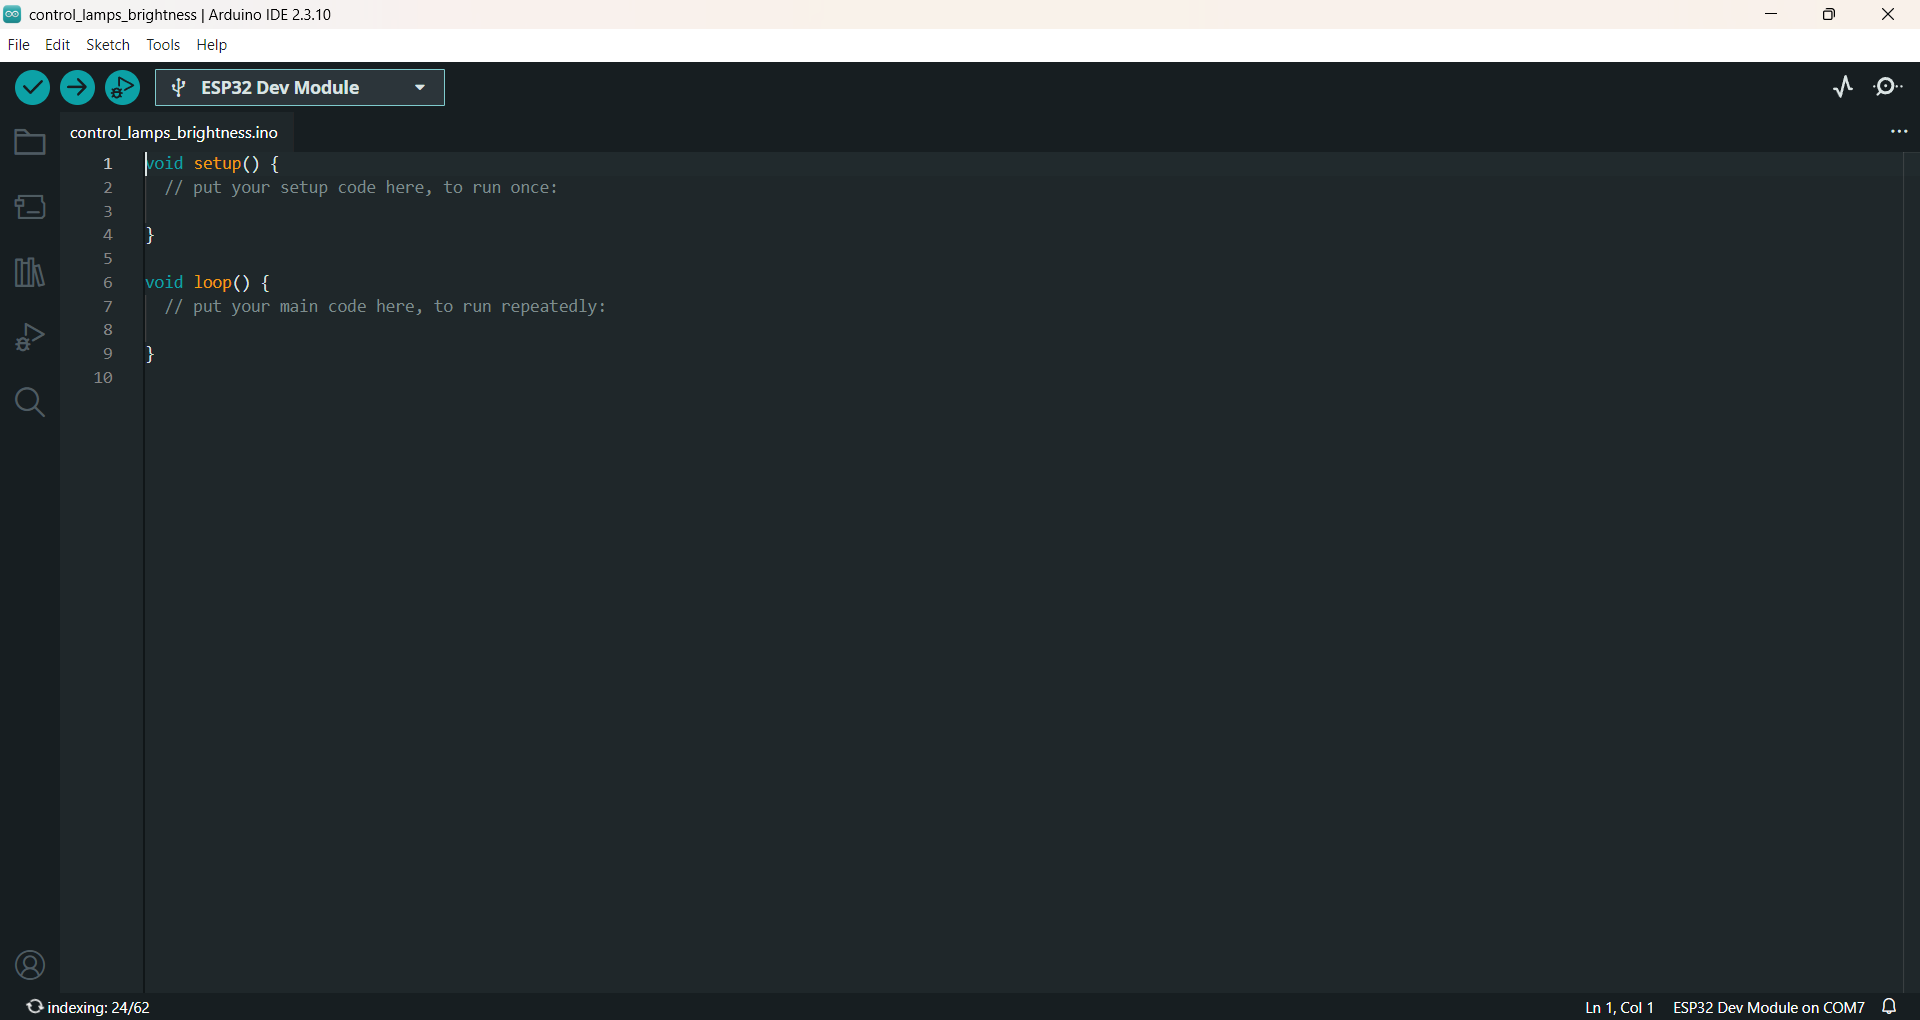 control_lamps_brightness | Arduino IDE 2.3.10
File Edit Sketch Tools Help
ESP32 Dev Module
control_lamps_brightness.ino
1 void setup() {
2 // put your setup code here, to run once:
3
4 }
5
6 void loop() {
7 // put your main code here, to run repeatedly:
8
9 }
10
indexing: 24/62
Ln 1, Col 1 ESP32 Dev Module on COM7